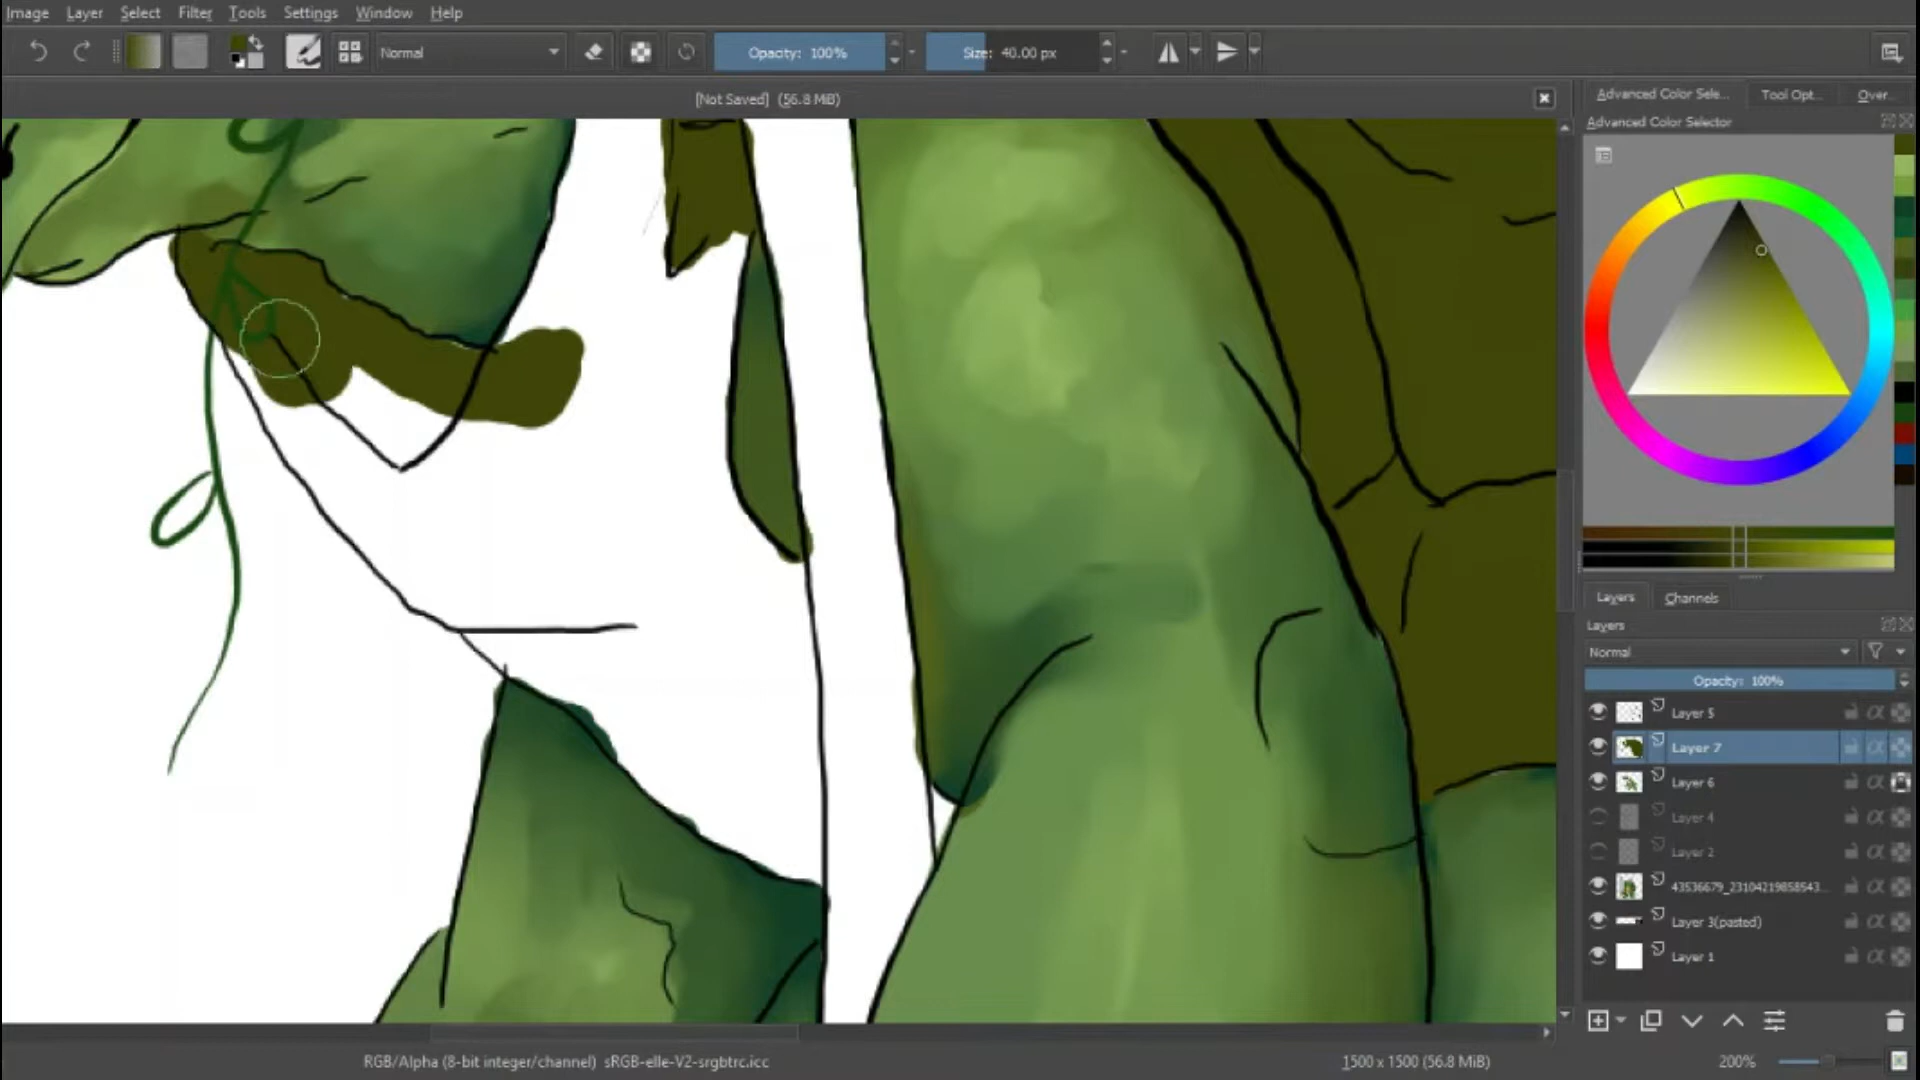 Image Layer Select Filter Tools Settings Window Help
Normal Opacity: 100% Size: 40.00 px
[Not Saved] (56.8 MiB)
Advanced Color Sele... Tool Opt... Over...
Advanced Color Selector
Layers Channels
Layers
Normal
Opacity: 100%
Layer 5
Layer 7
Layer 6
Layer 4
Layer 2
43536679_23104219858543...
Layer 3(pasted)
Layer 1
RGB/Alpha (8-bit integer/channel) sRGB-elle-V2-srgbtrc.icc 1500 x 1500 (56.8 MiB) 200%